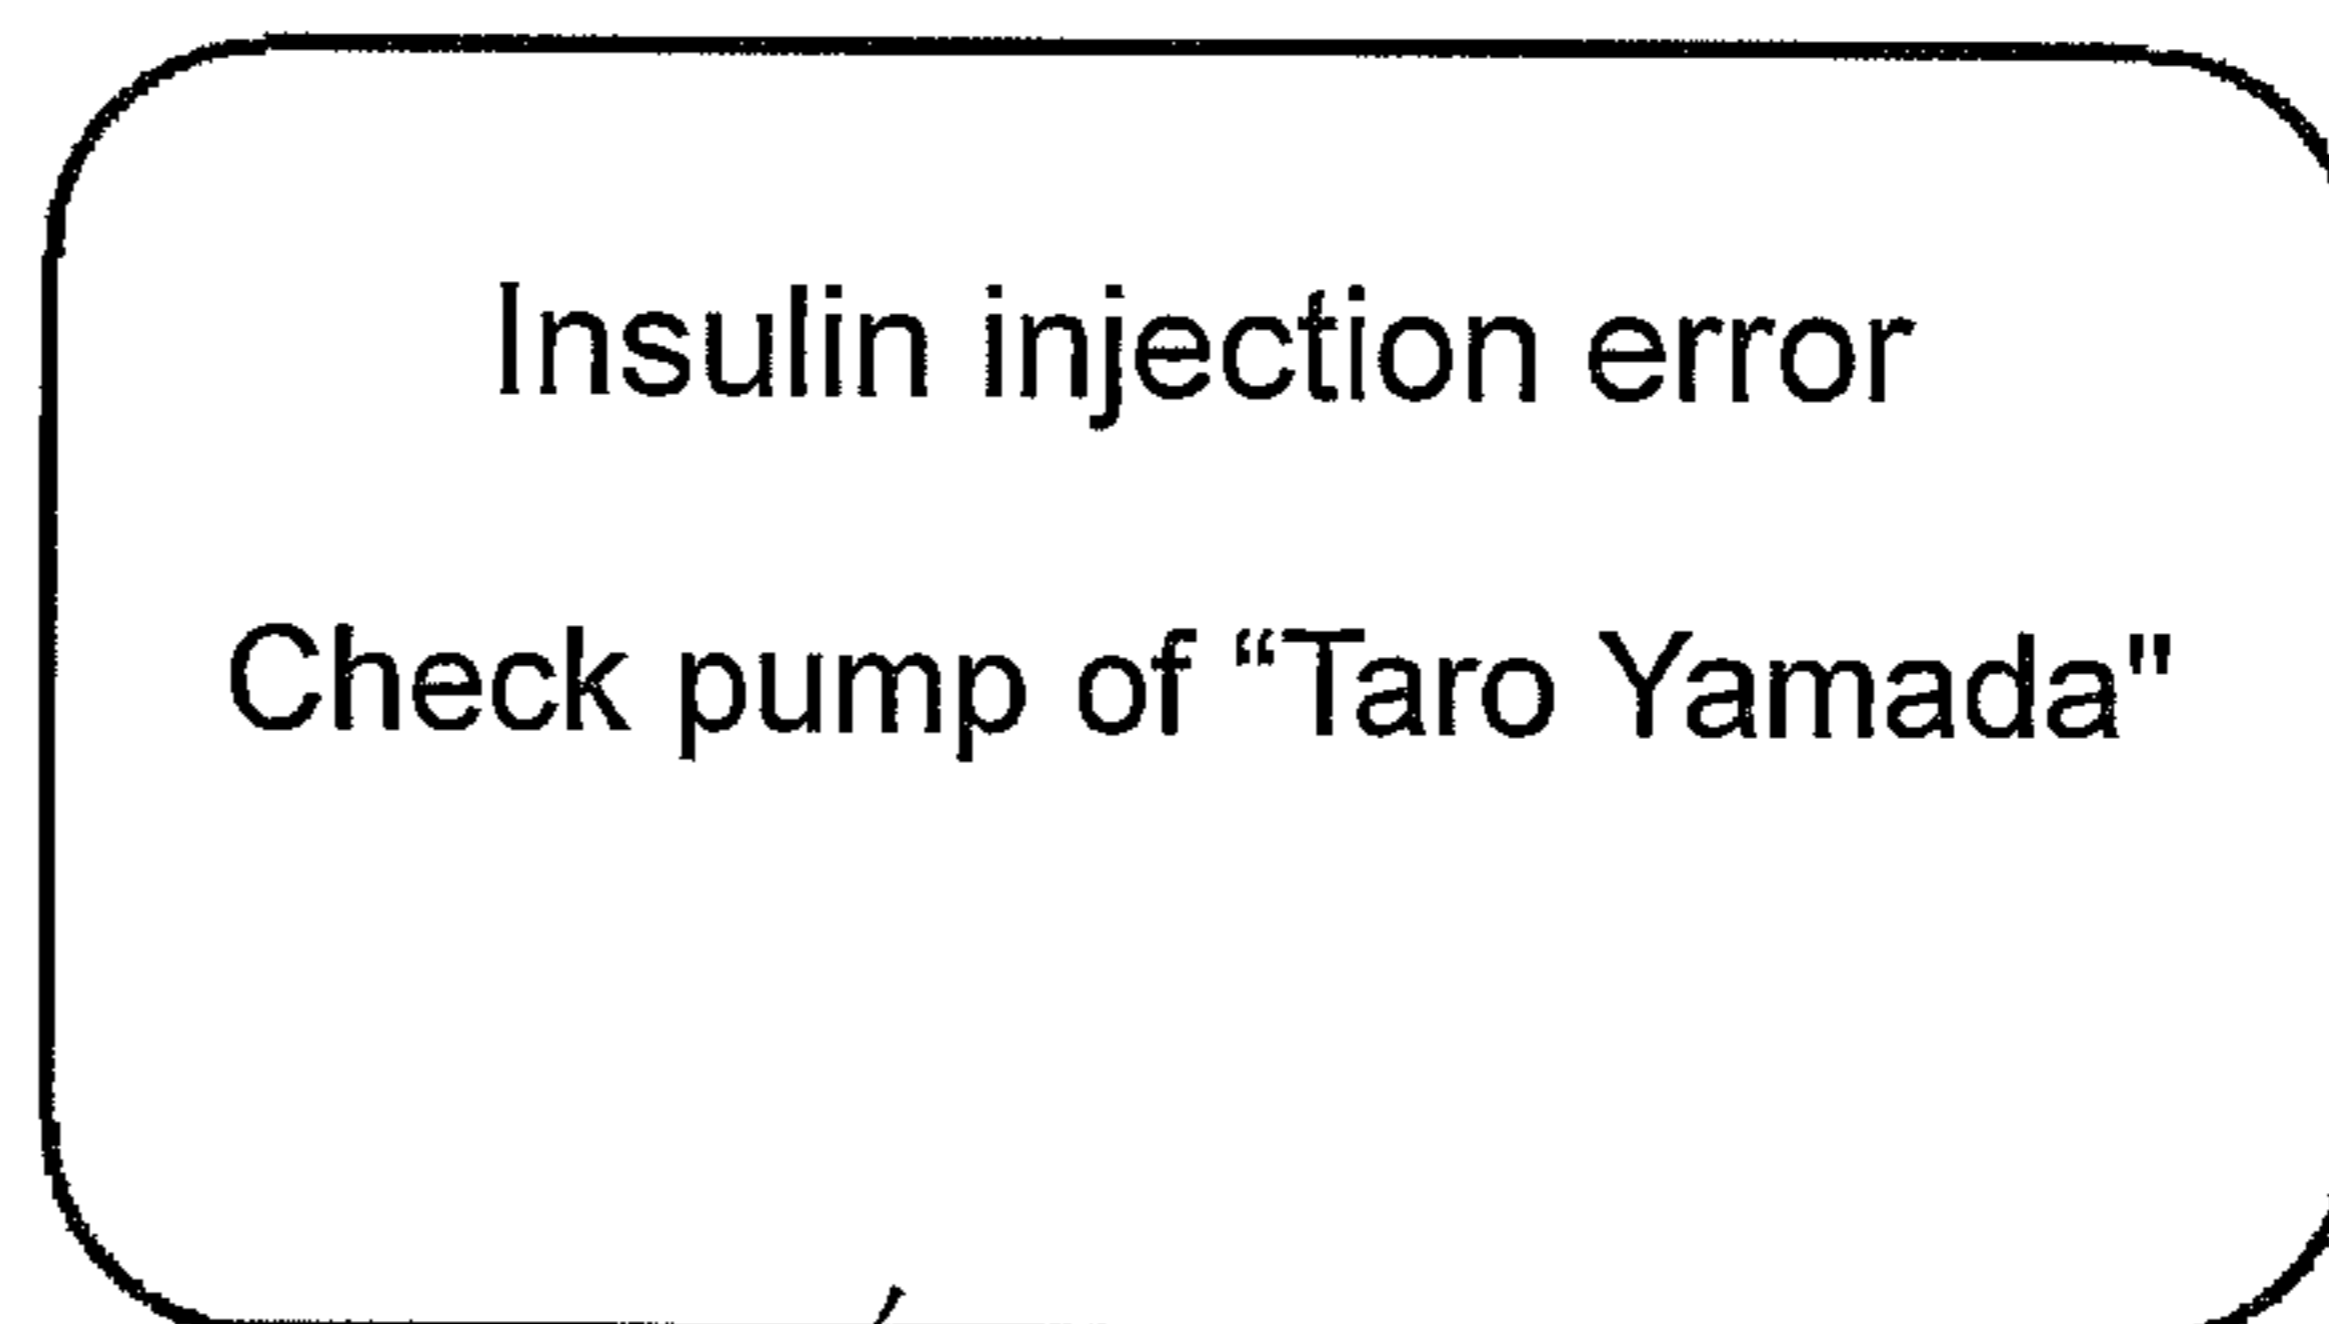 Insulin injection error
Check pump of “Taro Yamada"